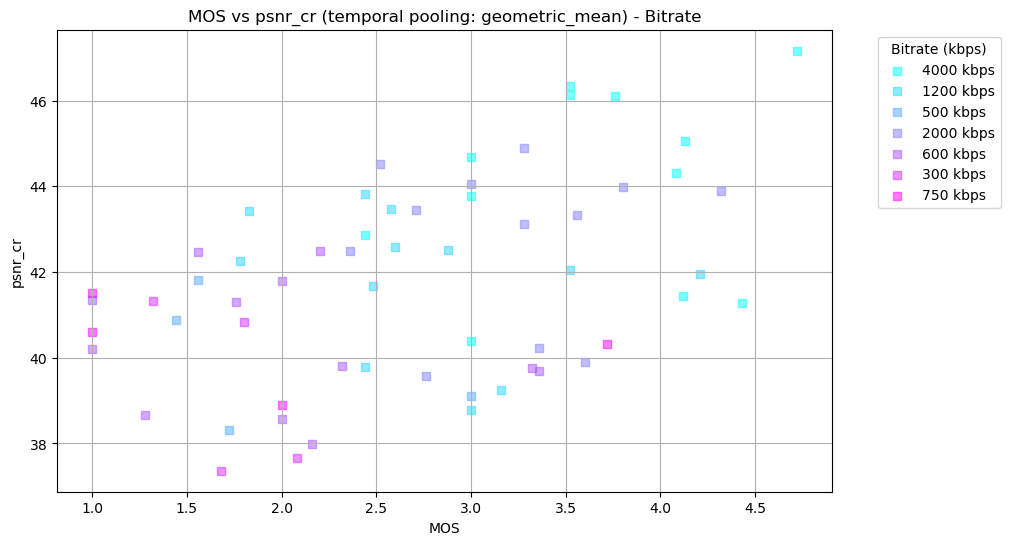 MOS vs psnr_cr (temporal pooling: geometric_mean) - Bitrate
psnr_cr
46
44
42
40
38
1.0 1.5 2.0 2.5 3.0 3.5 4.0 4.5
MOS
Bitrate (kbps)
4000 kbps
1200 kbps
500 kbps
2000 kbps
600 kbps
300 kbps
750 kbps